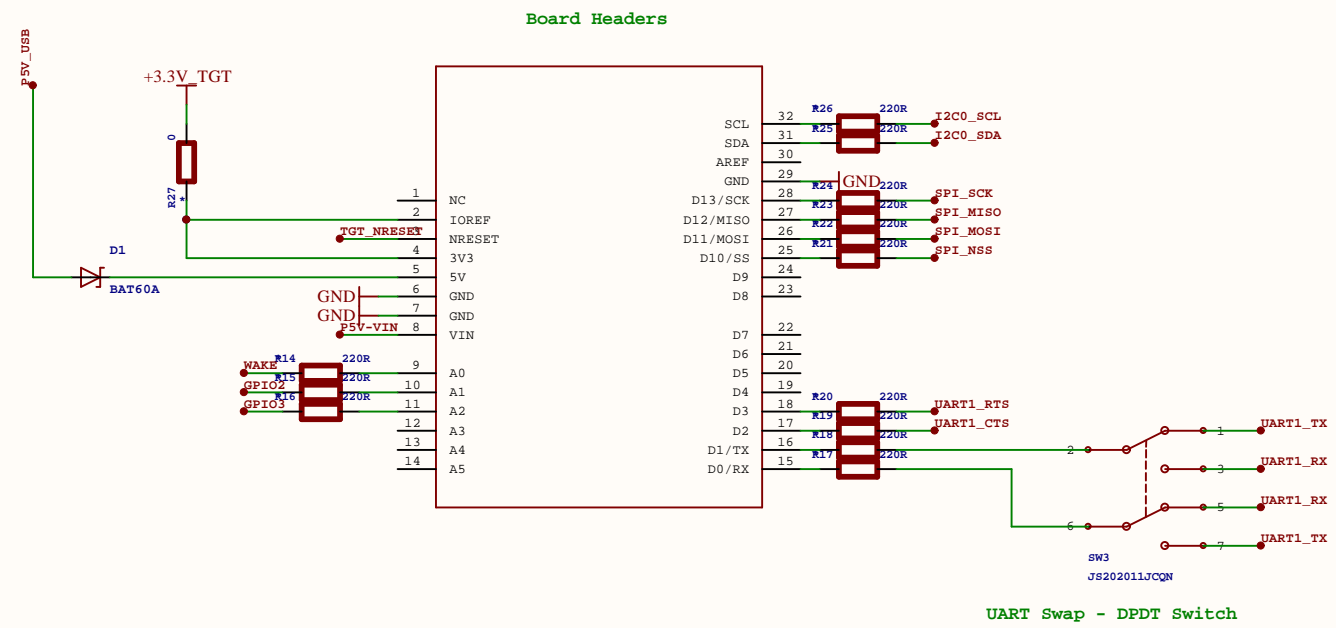 Board Headers
P5V_USB
+3.3V_TGT
0
R27
*
D1
BAT60A
TGT_NRESET
GND
GND
P5V-VIN
WAKE
GPIO2
GPIO3
R14 220R
R15 220R
R16 220R
1 NC
2 IOREF
3 NRESET
4 3V3
5 5V
6 GND
7 GND
8 VIN
9 A0
10 A1
11 A2
12 A3
13 A4
14 A5
SCL 32
SDA 31
AREF 30
GND 29
D13/SCK 28
D12/MISO 27
D11/MOSI 26
D10/SS 25
D9 24
D8 23
D7 22
D6 21
D5 20
D4 19
D3 18
D2 17
D1/TX 16
D0/RX 15
R26 220R I2C0_SCL
R25 220R I2C0_SDA
GND
R24 220R SPI_SCK
R23 220R SPI_MISO
R22 220R SPI_MOSI
R21 220R SPI_NSS
R20 220R UART1_RTS
R19 220R UART1_CTS
R18 220R
R17 220R
2
6
1 UART1_TX
3 UART1_RX
5 UART1_RX
7 UART1_TX
SW3
JS202011JCQN
UART Swap - DPDT Switch